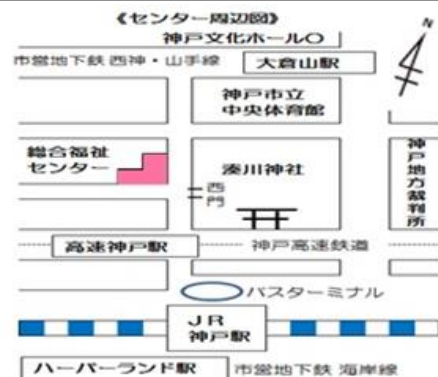 《センター周辺図》
神戸文化ホール〇
N
市営地下鉄 西神・山手線
大倉山駅
神戸市立
中央体育館
総合福祉
センター
湊川神社
神戸地方裁判所
西門
高速神戸駅
神戸高速鉄道
バスターミナル
JR
神戸駅
ハーバーランド駅
市営地下鉄 海岸線